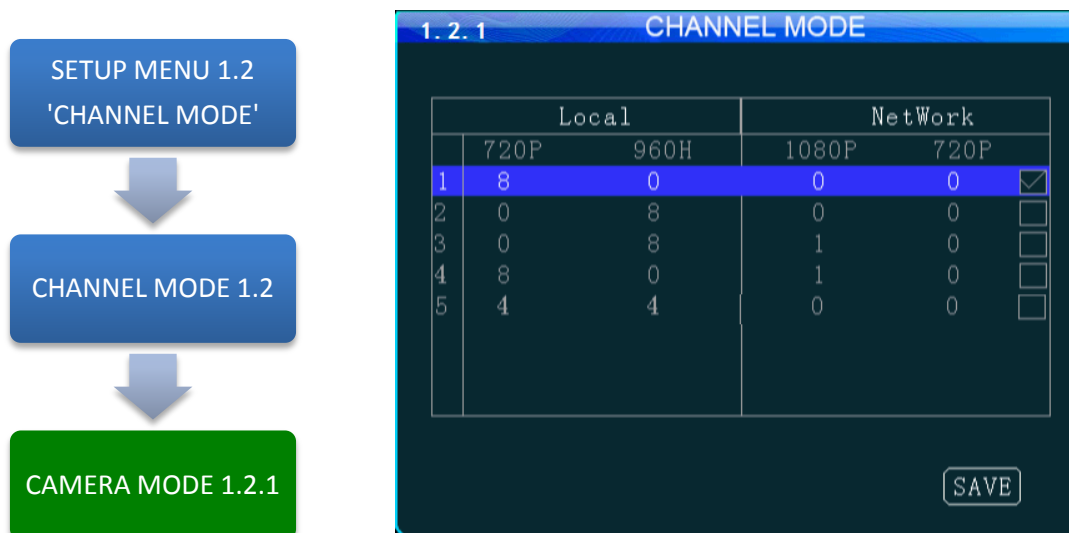 SETUP MENU 1.2
'CHANNEL MODE'
CHANNEL MODE 1.2
CAMERA MODE 1.2.1
1.2.1 CHANNEL MODE
Local NetWork
720P 960H 1080P 720P
1 8 0 0 0
2 0 8 0 0
3 0 8 1 0
4 8 0 1 0
5 4 4 0 0
SAVE